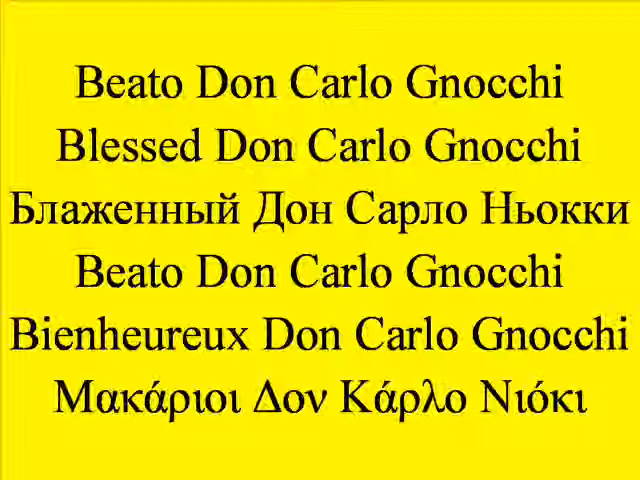 Beato Don Carlo Gnocchi
Blessed Don Carlo Gnocchi
Блаженный Дон Сарло Ньокки
Beato Don Carlo Gnocchi
Bienheureux Don Carlo Gnocchi
Μακάριοι Δον Κάρλο Νιόκι